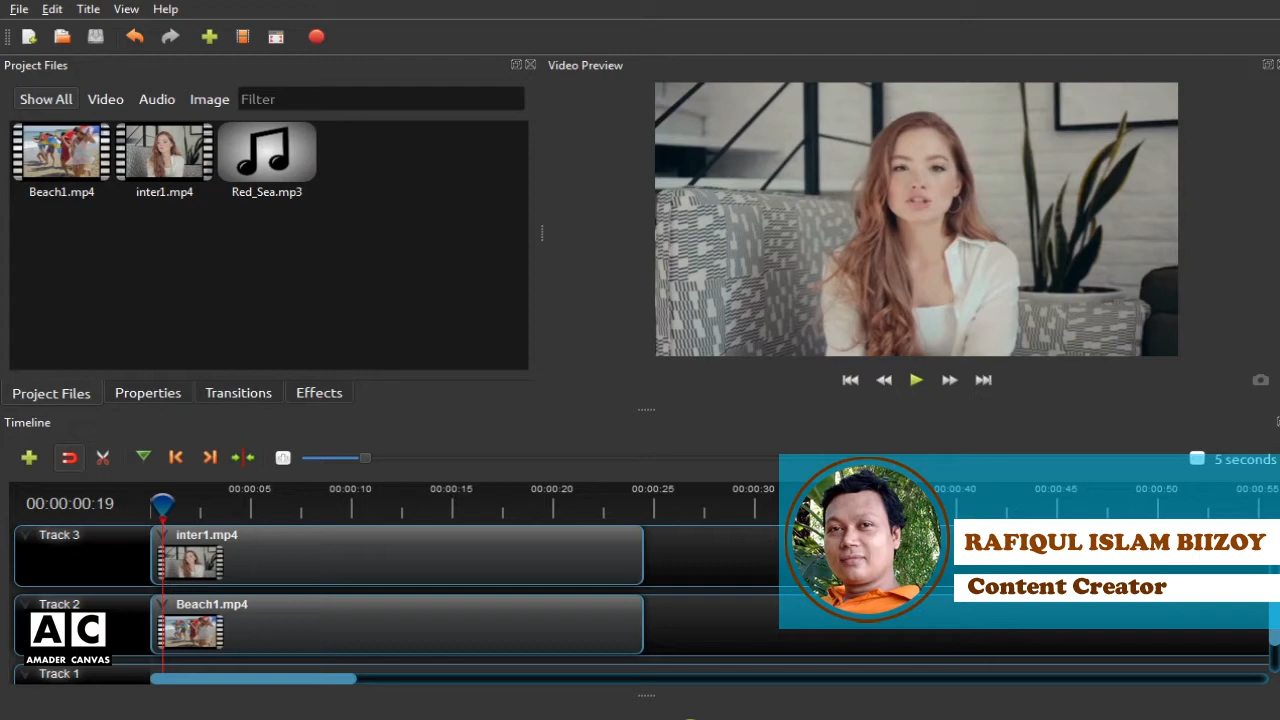 File Edit Title View Help
Project Files
Video Preview
Show All Video Audio Image Filter
Beach1.mp4 inter1.mp4 Red_Sea.mp3
Project Files Properties Transitions Effects
Timeline
5 seconds
00:00:00:19
00:00:05 00:00:10 00:00:15 00:00:20 00:00:25 00:00:30 00:00:40 00:00:45 00:00:50 00:00:55
Track 3 inter1.mp4
RAFIQUL ISLAM BIIZOY
Content Creator
Track 2 Beach1.mp4
AC
AMADER CANVAS
Track 1